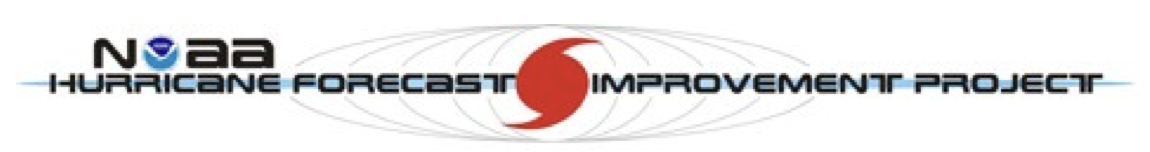 NOAA
HURRICANE FORECAST IMPROVEMENT PROJECT